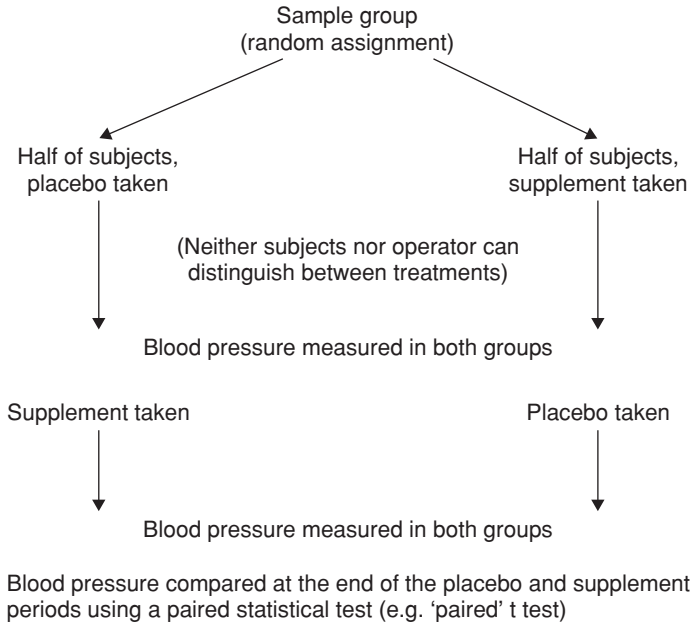 Sample group
(random assignment)
Half of subjects,
placebo taken
Half of subjects,
supplement taken
(Neither subjects nor operator can
distinguish between treatments)
Blood pressure measured in both groups
Supplement taken
Placebo taken
Blood pressure measured in both groups
Blood pressure compared at the end of the placebo and supplement
periods using a paired statistical test (e.g. ‘paired’ t test)